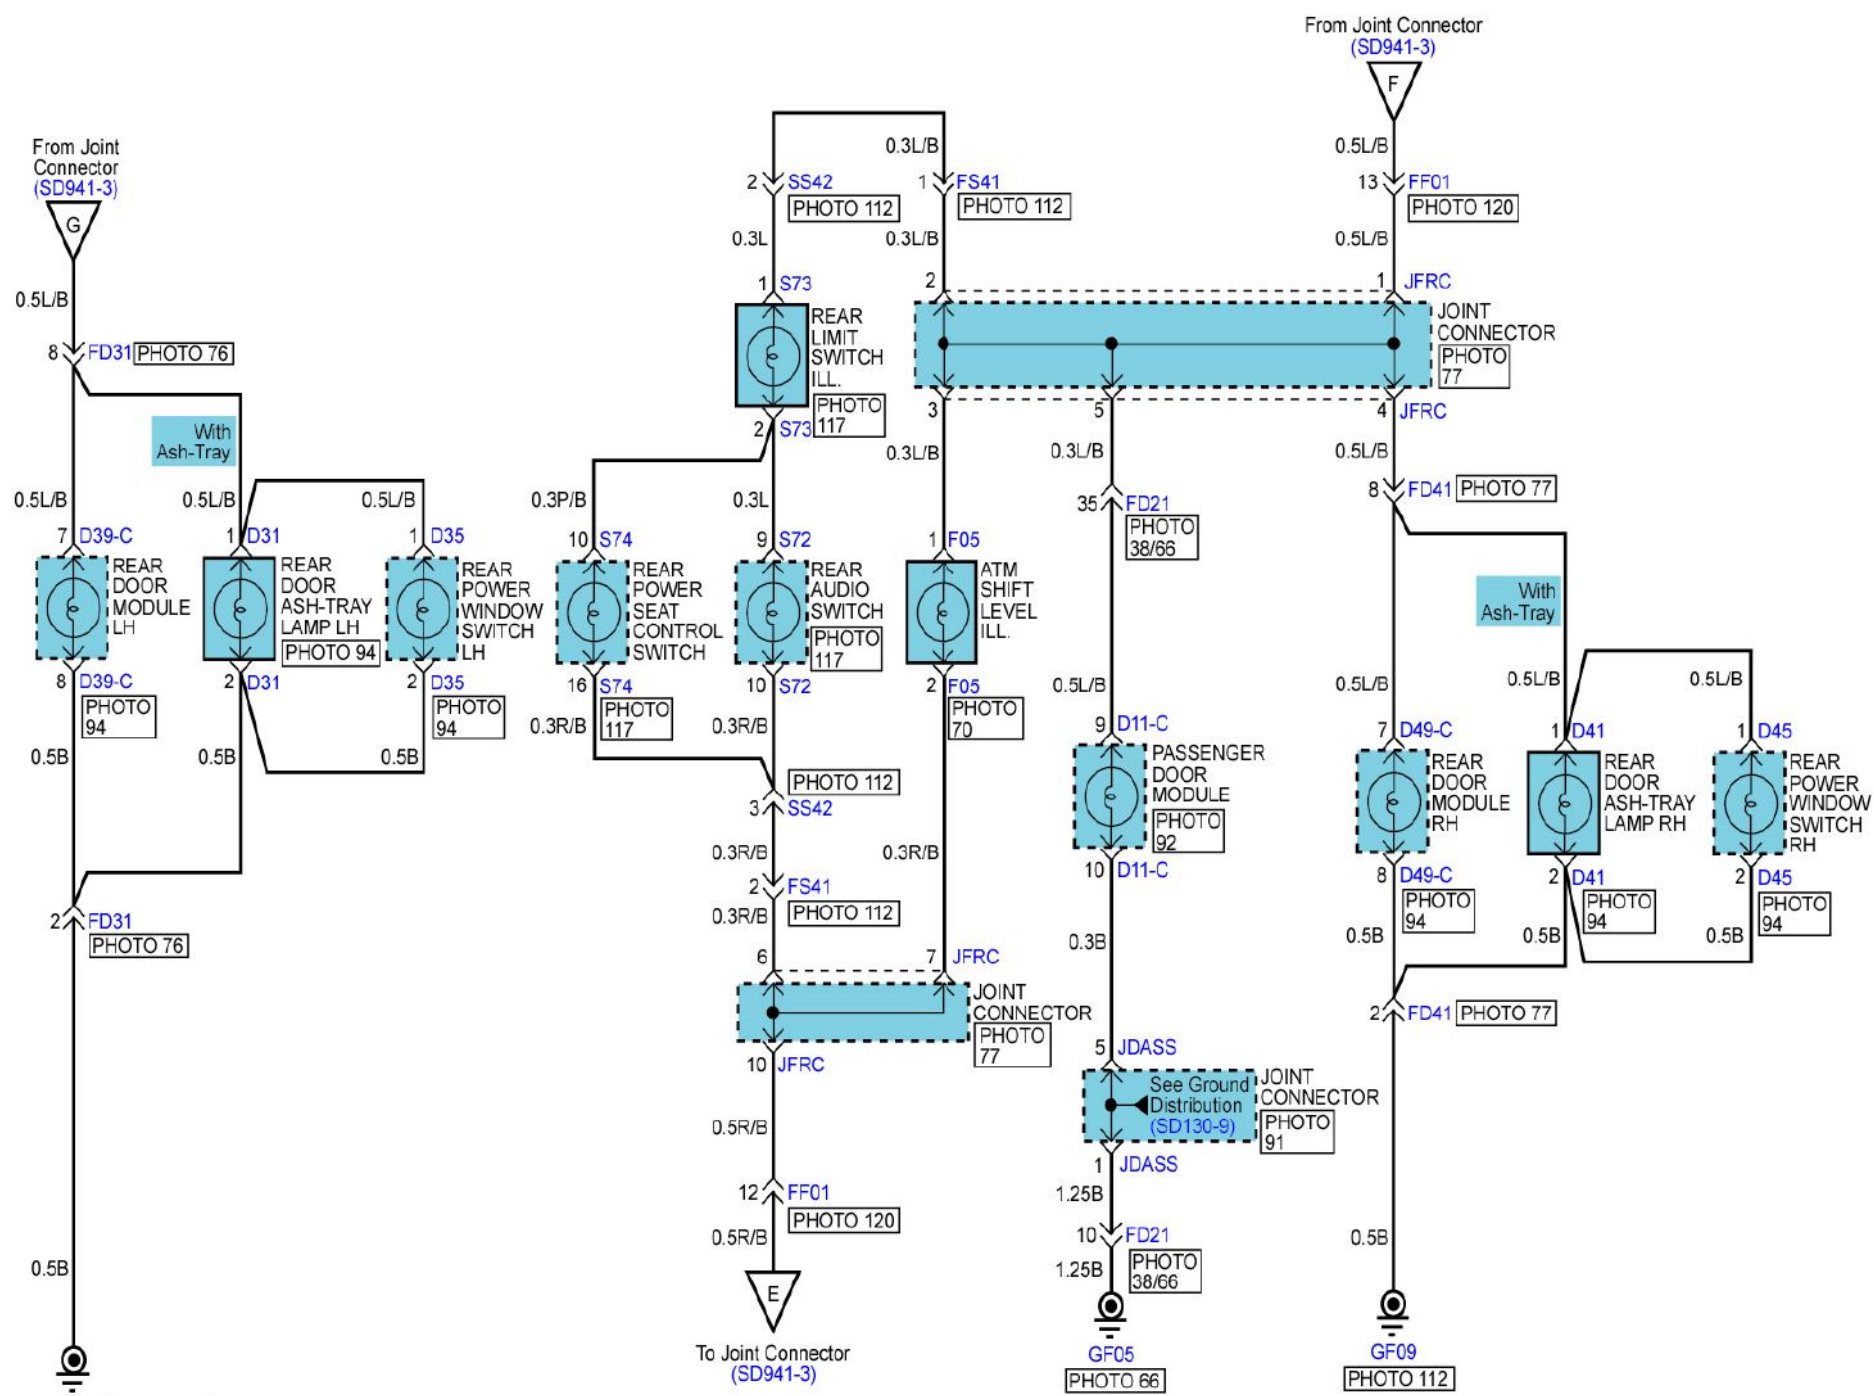 From Joint Connector
(SD941-3)
F
0.5L/B
13 FF01
PHOTO 120
0.5L/B
1 JFRC
From Joint
Connector
(SD941-3)
G
0.5L/B
8 FD31 PHOTO 76
With
Ash-Tray
0.5L/B
0.5L/B
0.5L/B
7 D39-C
1 D31
1 D35
REAR
DOOR
MODULE
LH
REAR
DOOR
ASH-TRAY
LAMP LH
PHOTO 94
REAR
POWER
WINDOW
SWITCH
LH
8 D39-C
PHOTO
94
2 D31
2 D35
PHOTO
94
0.5B
0.5B
0.5B
2 FD31
PHOTO 76
0.5B
0.3L/B
2 SS42
PHOTO 112
1 FS41
PHOTO 112
0.3L
0.3L/B
1 S73
2
REAR
LIMIT
SWITCH
ILL.
PHOTO
117
2 S73
JOINT
CONNECTOR
PHOTO
77
3
5
4 JFRC
0.3P/B
0.3L
0.3L/B
0.3L/B
0.5L/B
10 S74
9 S72
1 F05
35 FD21
PHOTO
38/66
8 FD41 PHOTO 77
REAR
POWER
SEAT
CONTROL
SWITCH
REAR
AUDIO
SWITCH
PHOTO
117
ATM
SHIFT
LEVEL
ILL.
16 S74
PHOTO
117
10 S72
2 F05
PHOTO
70
0.3R/B
0.3R/B
PHOTO 112
3 SS42
0.3R/B
0.3R/B
2 FS41
PHOTO 112
0.3R/B
6
7 JFRC
JOINT
CONNECTOR
PHOTO
77
10 JFRC
0.5R/B
12 FF01
PHOTO 120
0.5R/B
E
To Joint Connector
(SD941-3)
0.5L/B
9 D11-C
PASSENGER
DOOR
MODULE
PHOTO
92
10 D11-C
0.3B
5 JDASS
See Ground
Distribution
(SD130-9)
JOINT
CONNECTOR
PHOTO
91
1 JDASS
1.25B
10 FD21
PHOTO
38/66
1.25B
GF05
PHOTO 66
With
Ash-Tray
0.5L/B
0.5L/B
0.5L/B
7 D49-C
1 D41
1 D45
REAR
DOOR
MODULE
RH
REAR
DOOR
ASH-TRAY
LAMP RH
REAR
POWER
WINDOW
SWITCH
RH
8 D49-C
PHOTO
94
2 D41
PHOTO
94
2 D45
PHOTO
94
0.5B
0.5B
0.5B
2 FD41 PHOTO 77
0.5B
GF09
PHOTO 112